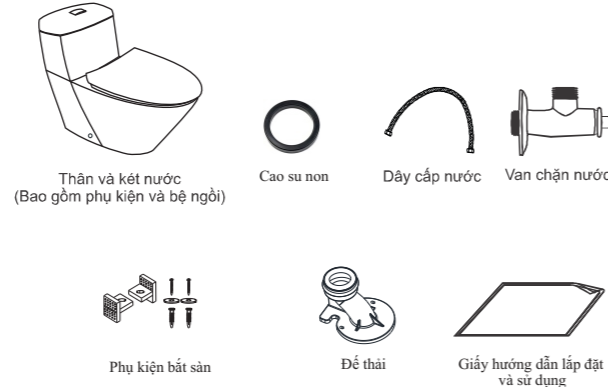 Thân và két nước
(Bao gồm phụ kiện và bệ ngồi)
Cao su non
Dây cấp nước
Van chặn nước
Phụ kiện bắt sàn
Đế thải
Giấy hướng dẫn lắp đặt
và sử dụng